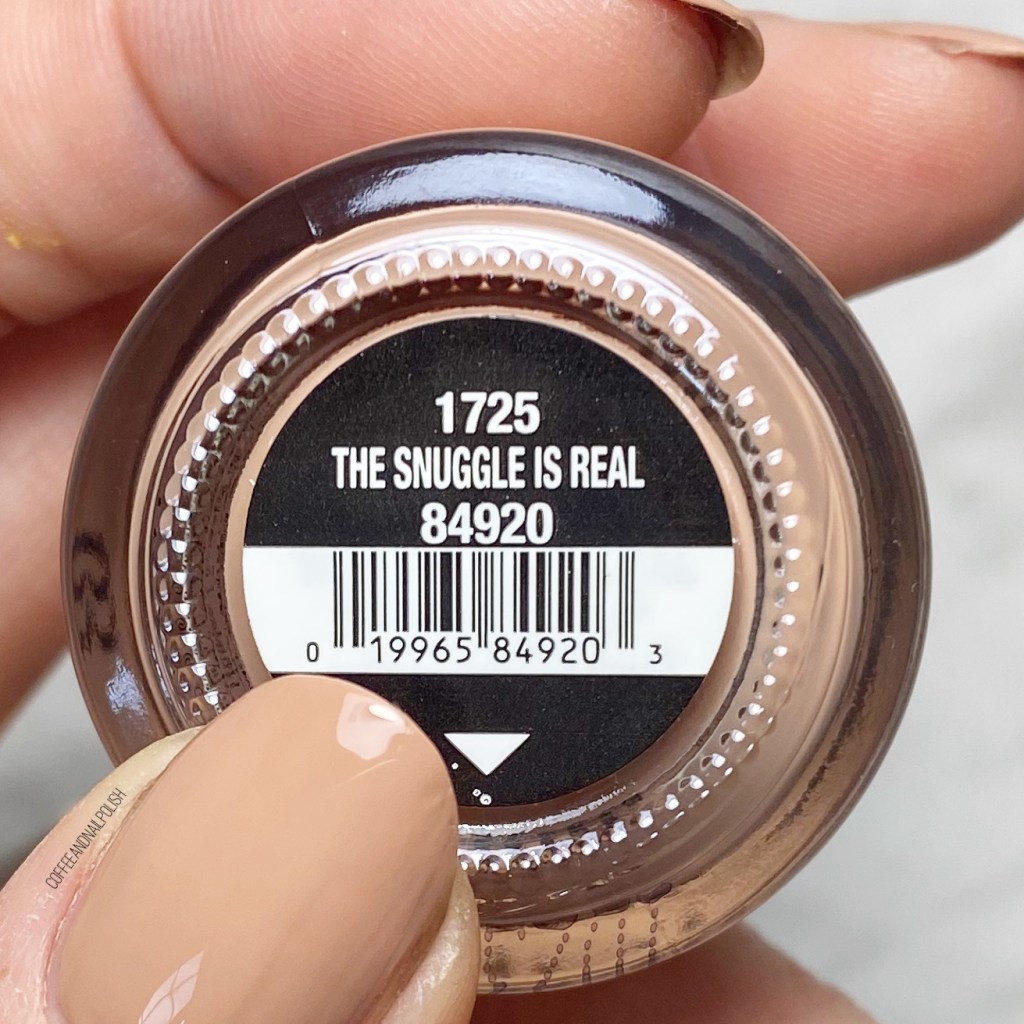 1725
THE SNUGGLE IS REAL
84920
0 19965 84920 3
COFFEEANDNAILPOLISH